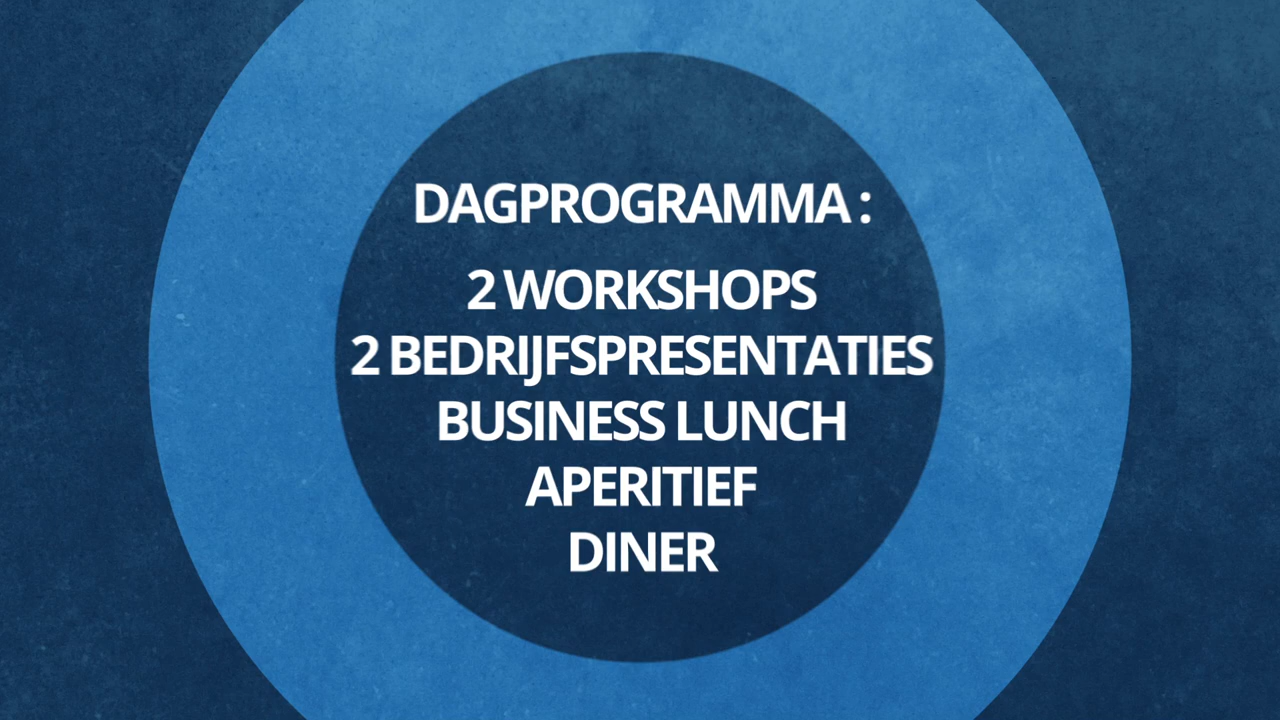 DAGPROGRAMMA :
2 WORKSHOPS
2 BEDRIJFSPRESENTATIES
BUSINESS LUNCH
APERITIEF
DINER